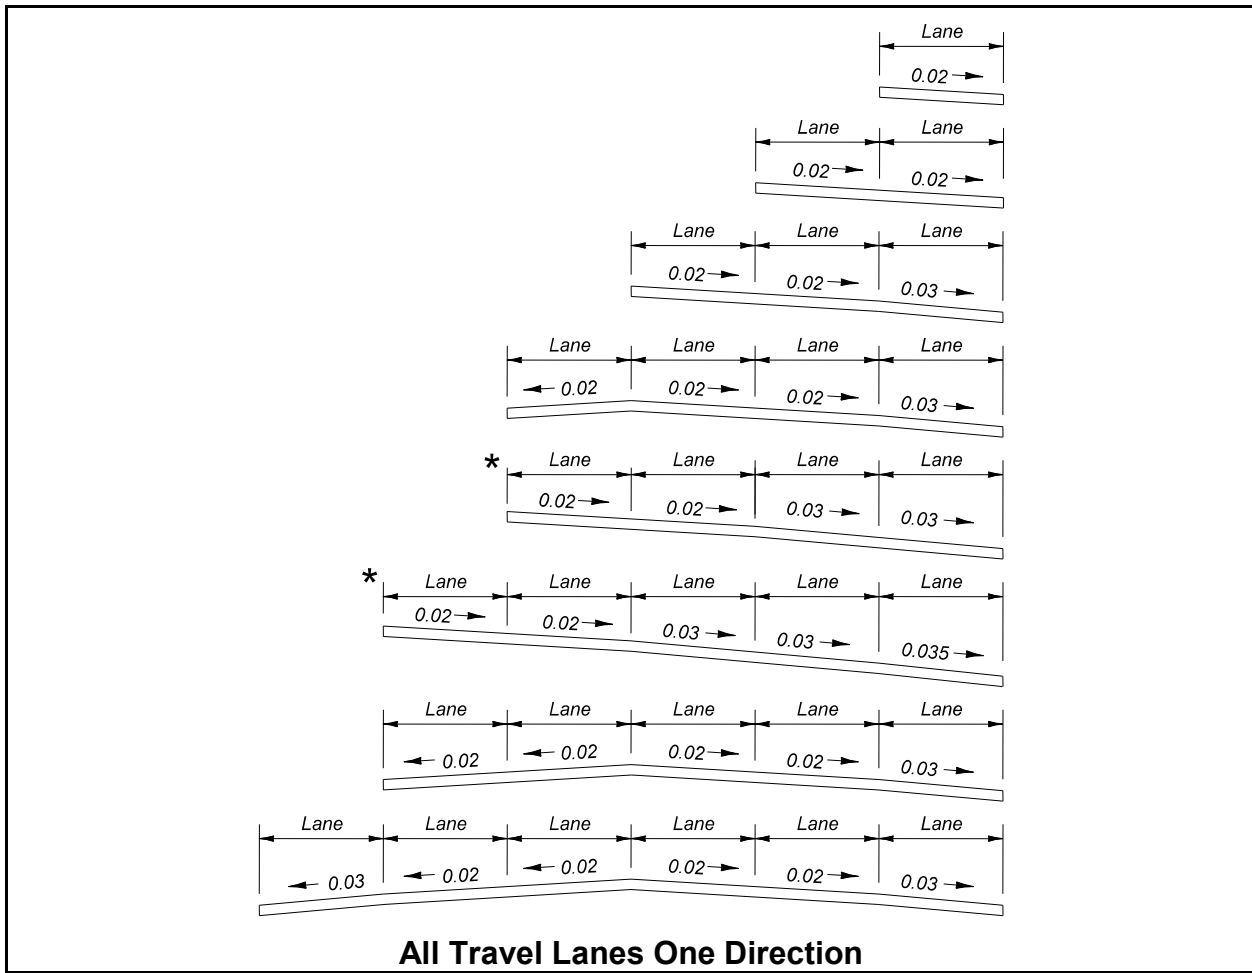 Lane
0.02
Lane Lane
0.02 0.02
Lane Lane Lane
0.02 0.02 0.03
Lane Lane Lane Lane
0.02 0.02 0.02 0.03
* Lane Lane Lane Lane
0.02 0.02 0.03 0.03
* Lane Lane Lane Lane Lane
0.02 0.02 0.03 0.03 0.035
Lane Lane Lane Lane Lane
0.02 0.02 0.02 0.02 0.03
Lane Lane Lane Lane Lane Lane
0.03 0.02 0.02 0.02 0.02 0.03
All Travel Lanes One Direction